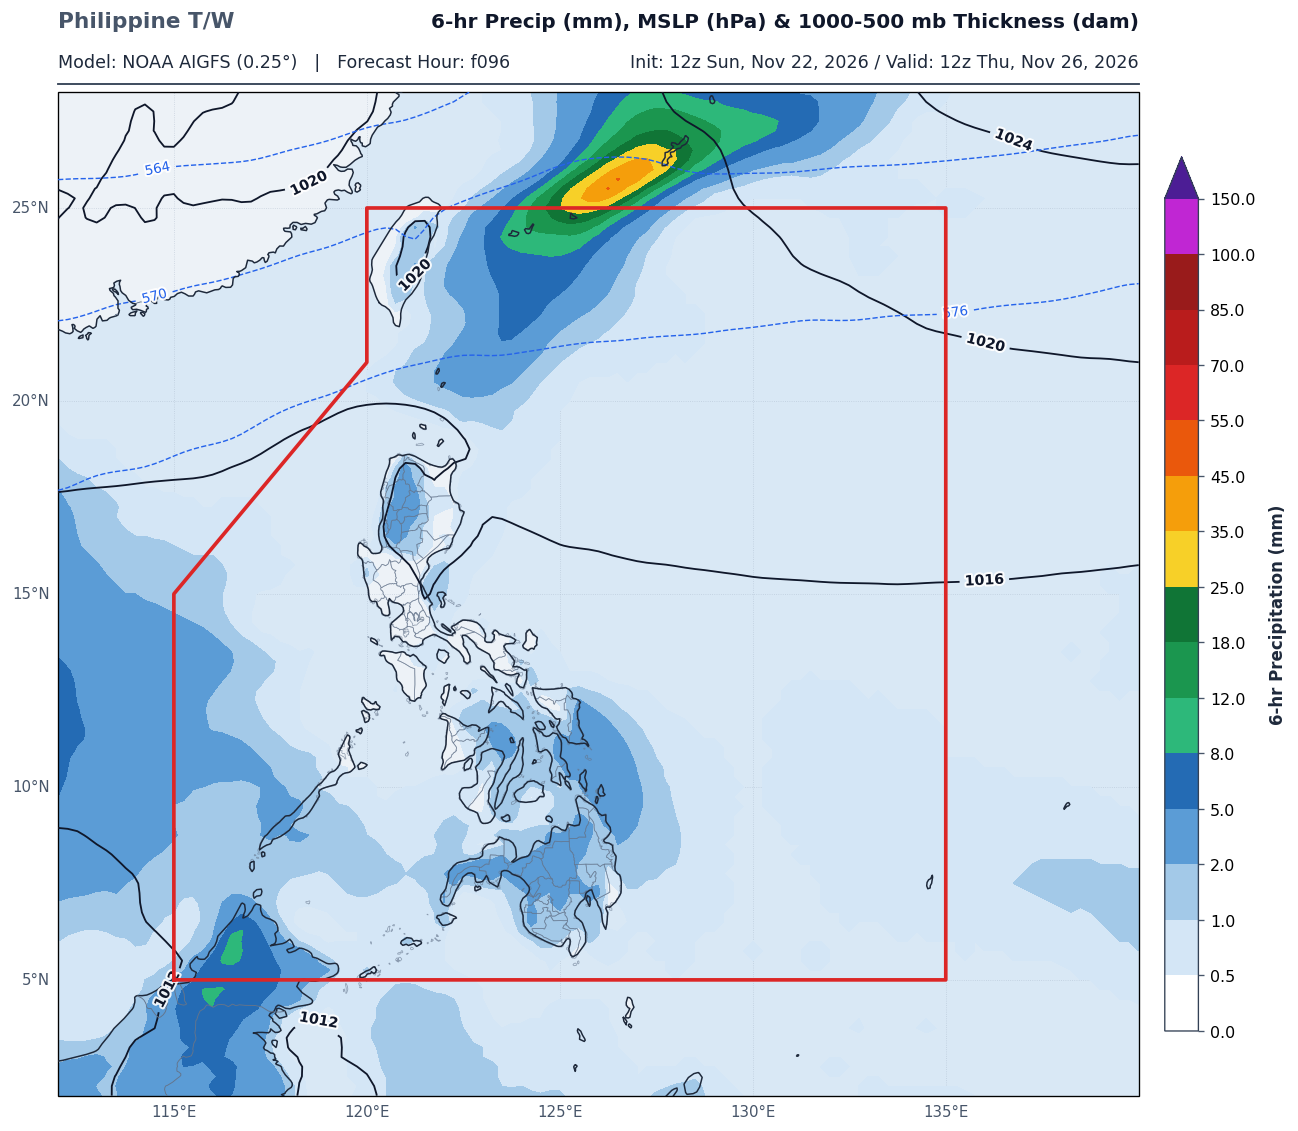 Philippine T/W
6-hr Precip (mm), MSLP (hPa) & 1000-500 mb Thickness (dam)
Model: NOAA AIGFS (0.25°) | Forecast Hour: f096
Init: 12z Sun, Nov 22, 2026 / Valid: 12z Thu, Nov 26, 2026
1024
564
1020
150.0
25°N
100.0
1020
570
85.0
576
1020
70.0
20°N
55.0
45.0
35.0
1016
25.0
15°N
18.0
12.0
6-hr Precipitation (mm)
8.0
10°N
5.0
2.0
1.0
5°N
0.5
1012
1012
0.0
115°E
120°E
125°E
130°E
135°E